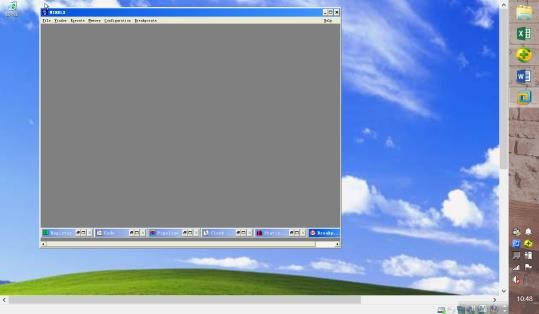 WINDLX
File Window Execute Memory Configuration Breakpoints Help
Register Code Pipeline Clock Statis Breakp
10:48